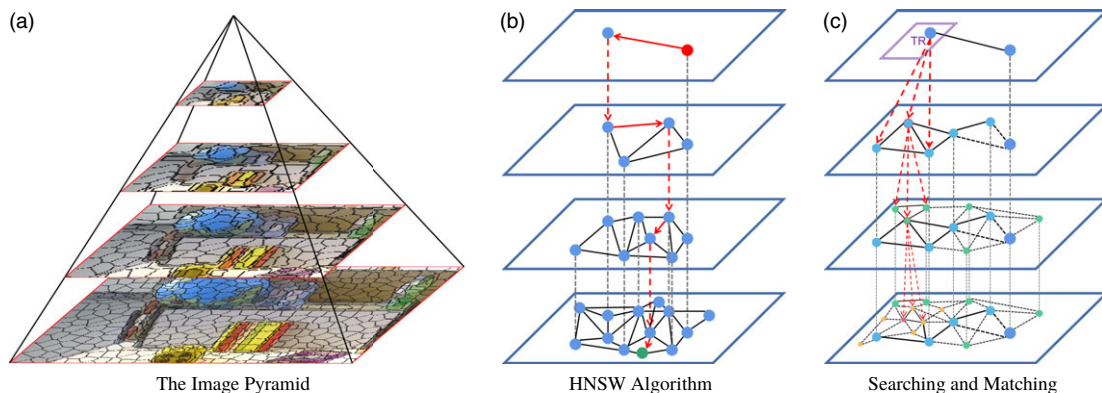 (a)
(b)
(c)
TR
The Image Pyramid
HNSW Algorithm
Searching and Matching